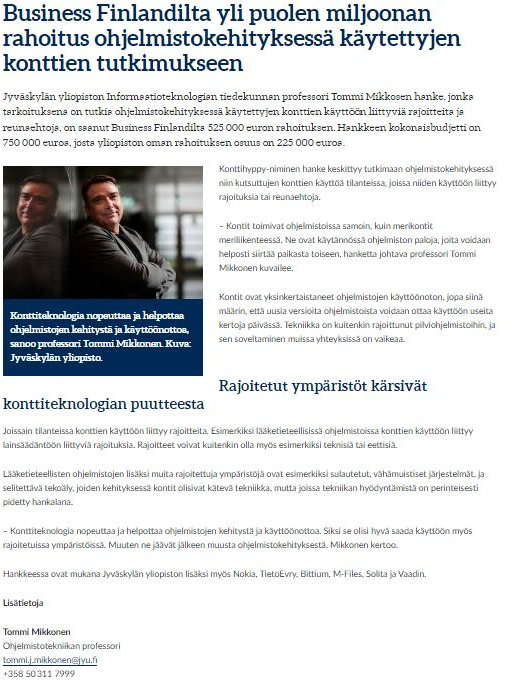 Business Finlandilta yli puolen miljoonan
rahoitus ohjelmistokehityksessä käytettyjen
konttien tutkimukseen
Jyväskylän yliopiston Informaatioteknologian tiedekunnan professori Tommi Mikkosen hanke, jonka
tarkoituksena on tutkia ohjelmistokehityksessä käytettyjen konttien käyttöön liittyviä rajoitteita ja
reunaehtoja, on saanut Business Finlandilta 525 000 euron rahoituksen. Hankkeen kokonaisbudjetti on
750 000 euroa, josta yliopiston oman rahoituksen osuus on 225 000 euroa.
Konttihyppy-niminen hanke keskittyy tutkimaan ohjelmistokehityksessä
niin kutsuttujen konttien käyttöä tilanteissa, joissa niiden käyttöön liittyy
rajoituksia tai reunaehtoja.
– Kontit toimivat ohjelmistoissa samoin, kuin merikontit
meriliikenteessä. Ne ovat käytännössä ohjelmiston paloja, joita voidaan
helposti siirtää paikasta toiseen, hanketta johtava professori Tommi
Mikkonen kuvailee.
Kontit ovat yksinkertaistaneet ohjelmistojen käyttöönoton, jopa siinä
määrin, että uusia versioita ohjelmistoista voidaan ottaa käyttöön useita
kertoja päivässä. Tekniikka on kuitenkin rajoittunut pilviohjelmistoihin, ja
sen soveltaminen muissa yhteyksissä on vaikeaa.
Konttiteknologia nopeuttaa ja helpottaa
ohjelmistojen kehitystä ja käyttöönottoa,
sanoo professori Tommi Mikkonen. Kuva:
Jyväskylän yliopisto.
Rajoitetut ympäristöt kärsivät
konttiteknologian puutteesta
Joissain tilanteissa konttien käyttöön liittyy rajoitteita. Esimerkiksi lääketieteellisissä ohjelmistoissa konttien käyttöön liittyy
lainsäädäntöön liittyviä rajoituksia. Rajoitteet voivat kuitenkin olla myös esimerkiksi teknisiä tai eettisiä.
Lääketieteellisten ohjelmistojen lisäksi muita rajoitettuja ympäristöjä ovat esimerkiksi sulautetut, vähämuistiset järjestelmät, ja
selitettävä tekoäly, joiden kehityksessä kontit olisivat kätevä tekniikka, mutta joissa tekniikan hyödyntämistä on perinteisesti
pidetty hankalana.
– Konttiteknologia nopeuttaa ja helpottaa ohjelmistojen kehitystä ja käyttöönottoa. Siksi se olisi hyvä saada käyttöön myös
rajoitetuissa ympäristöissä. Muuten ne jäävät jälkeen muusta ohjelmistokehityksestä, Mikkonen kertoo.
Hankkeessa ovat mukana Jyväskylän yliopiston lisäksi myös Nokia, TietoEvry, Bittium, M-Files, Solita ja Vaadin.
Lisätietoja
Tommi Mikkonen
Ohjelmistotekniikan professori
tommi.j.mikkonen@jyu.fi
+358 50 311 7999